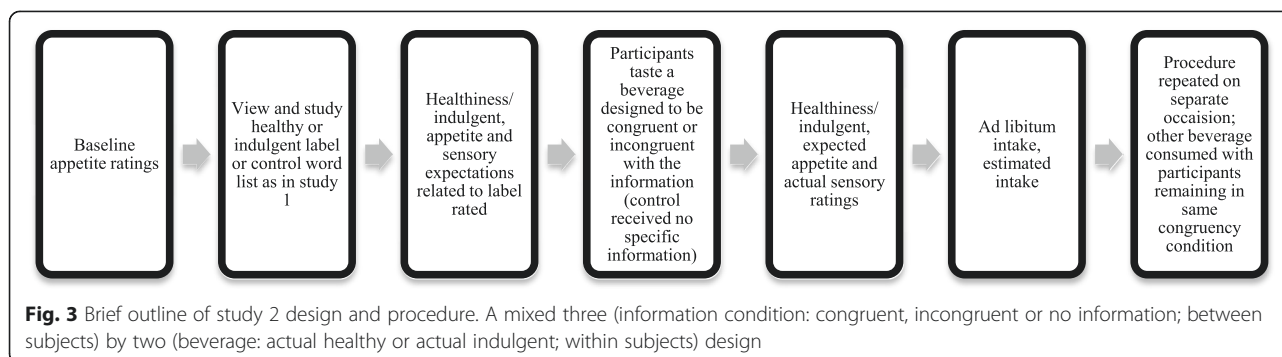 Baseline
appetite ratings
View and study
healthy or
indulgent label
or control word
list as in study
1
Healthiness/
indulgent,
appetite and
sensory
expectations
related to label
rated
Participants
taste a
beverage
designed to be
congruent or
incongruent
with the
information
(control
received no
specific
information)
Healthiness/
indulgent,
expected
appetite and
actual sensory
ratings
Ad libitum
intake,
estimated
intake
Procedure
repeated on
separate
occaision;
other beverage
consumed with
participants
remaining in
same
congruency
condition
Fig. 3 Brief outline of study 2 design and procedure. A mixed three (information condition: congruent, incongruent or no information; between
subjects) by two (beverage: actual healthy or actual indulgent; within subjects) design